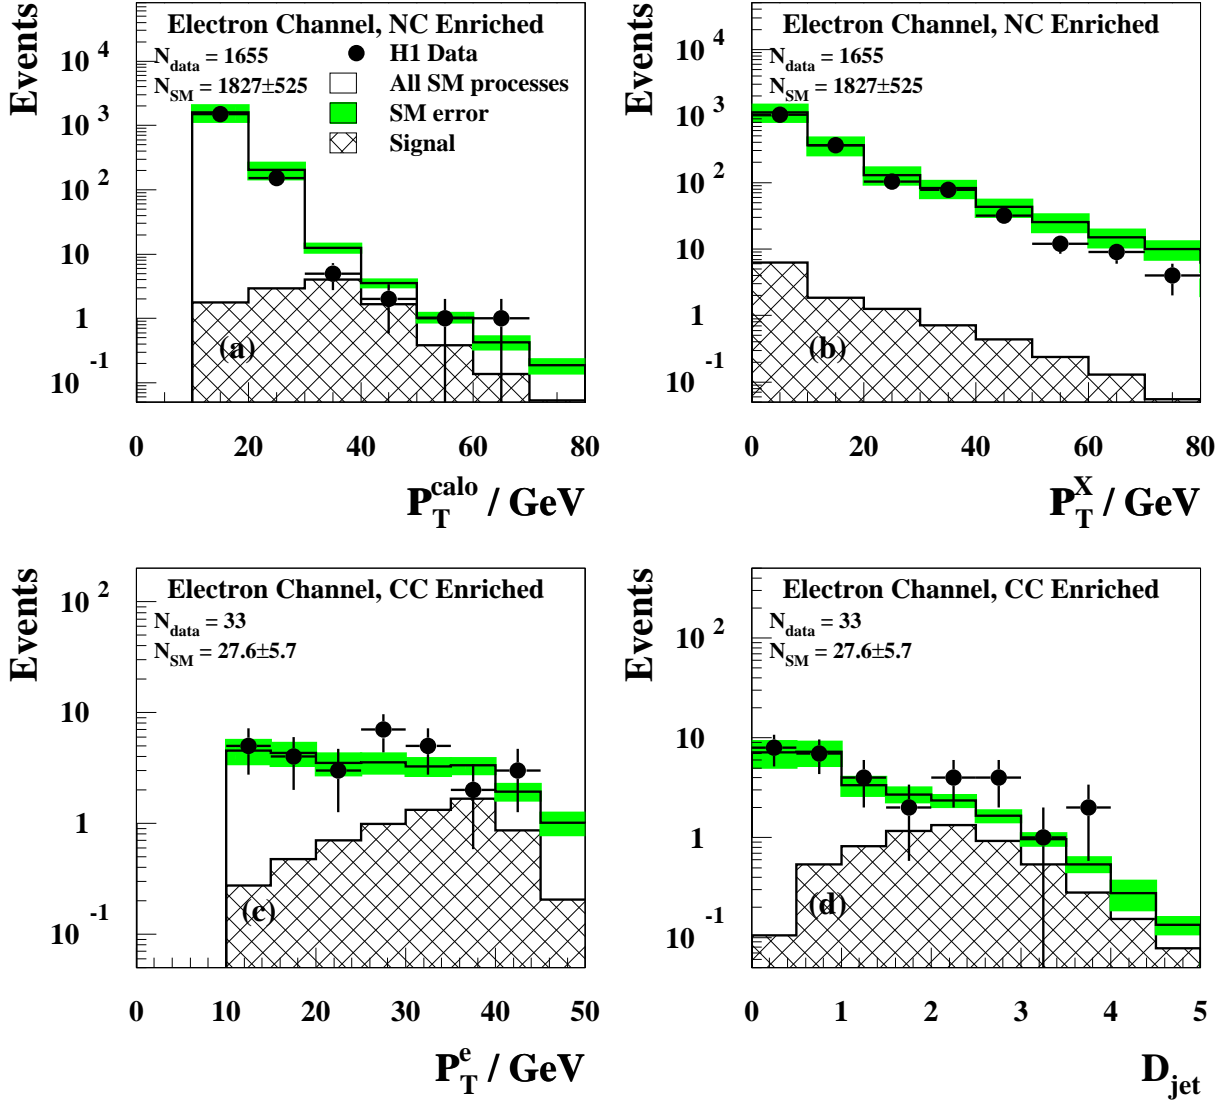 Electron Channel, NC Enriched
N_data = 1655
N_SM = 1827±525
H1 Data
All SM processes
SM error
Signal
Events
10^4
10^3
10^2
10
1
10^-1
(a)
0 20 40 60 80
P_T^calo / GeV
Electron Channel, NC Enriched
N_data = 1655
N_SM = 1827±525
Events
10^4
10^3
10^2
10
1
10^-1
(b)
0 20 40 60 80
P_T^X / GeV
Electron Channel, CC Enriched
N_data = 33
N_SM = 27.6±5.7
Events
10^2
10
1
10^-1
(c)
0 10 20 30 40 50
P_T^e / GeV
Electron Channel, CC Enriched
N_data = 33
N_SM = 27.6±5.7
Events
10^2
10
1
10^-1
(d)
0 1 2 3 4 5
D_jet